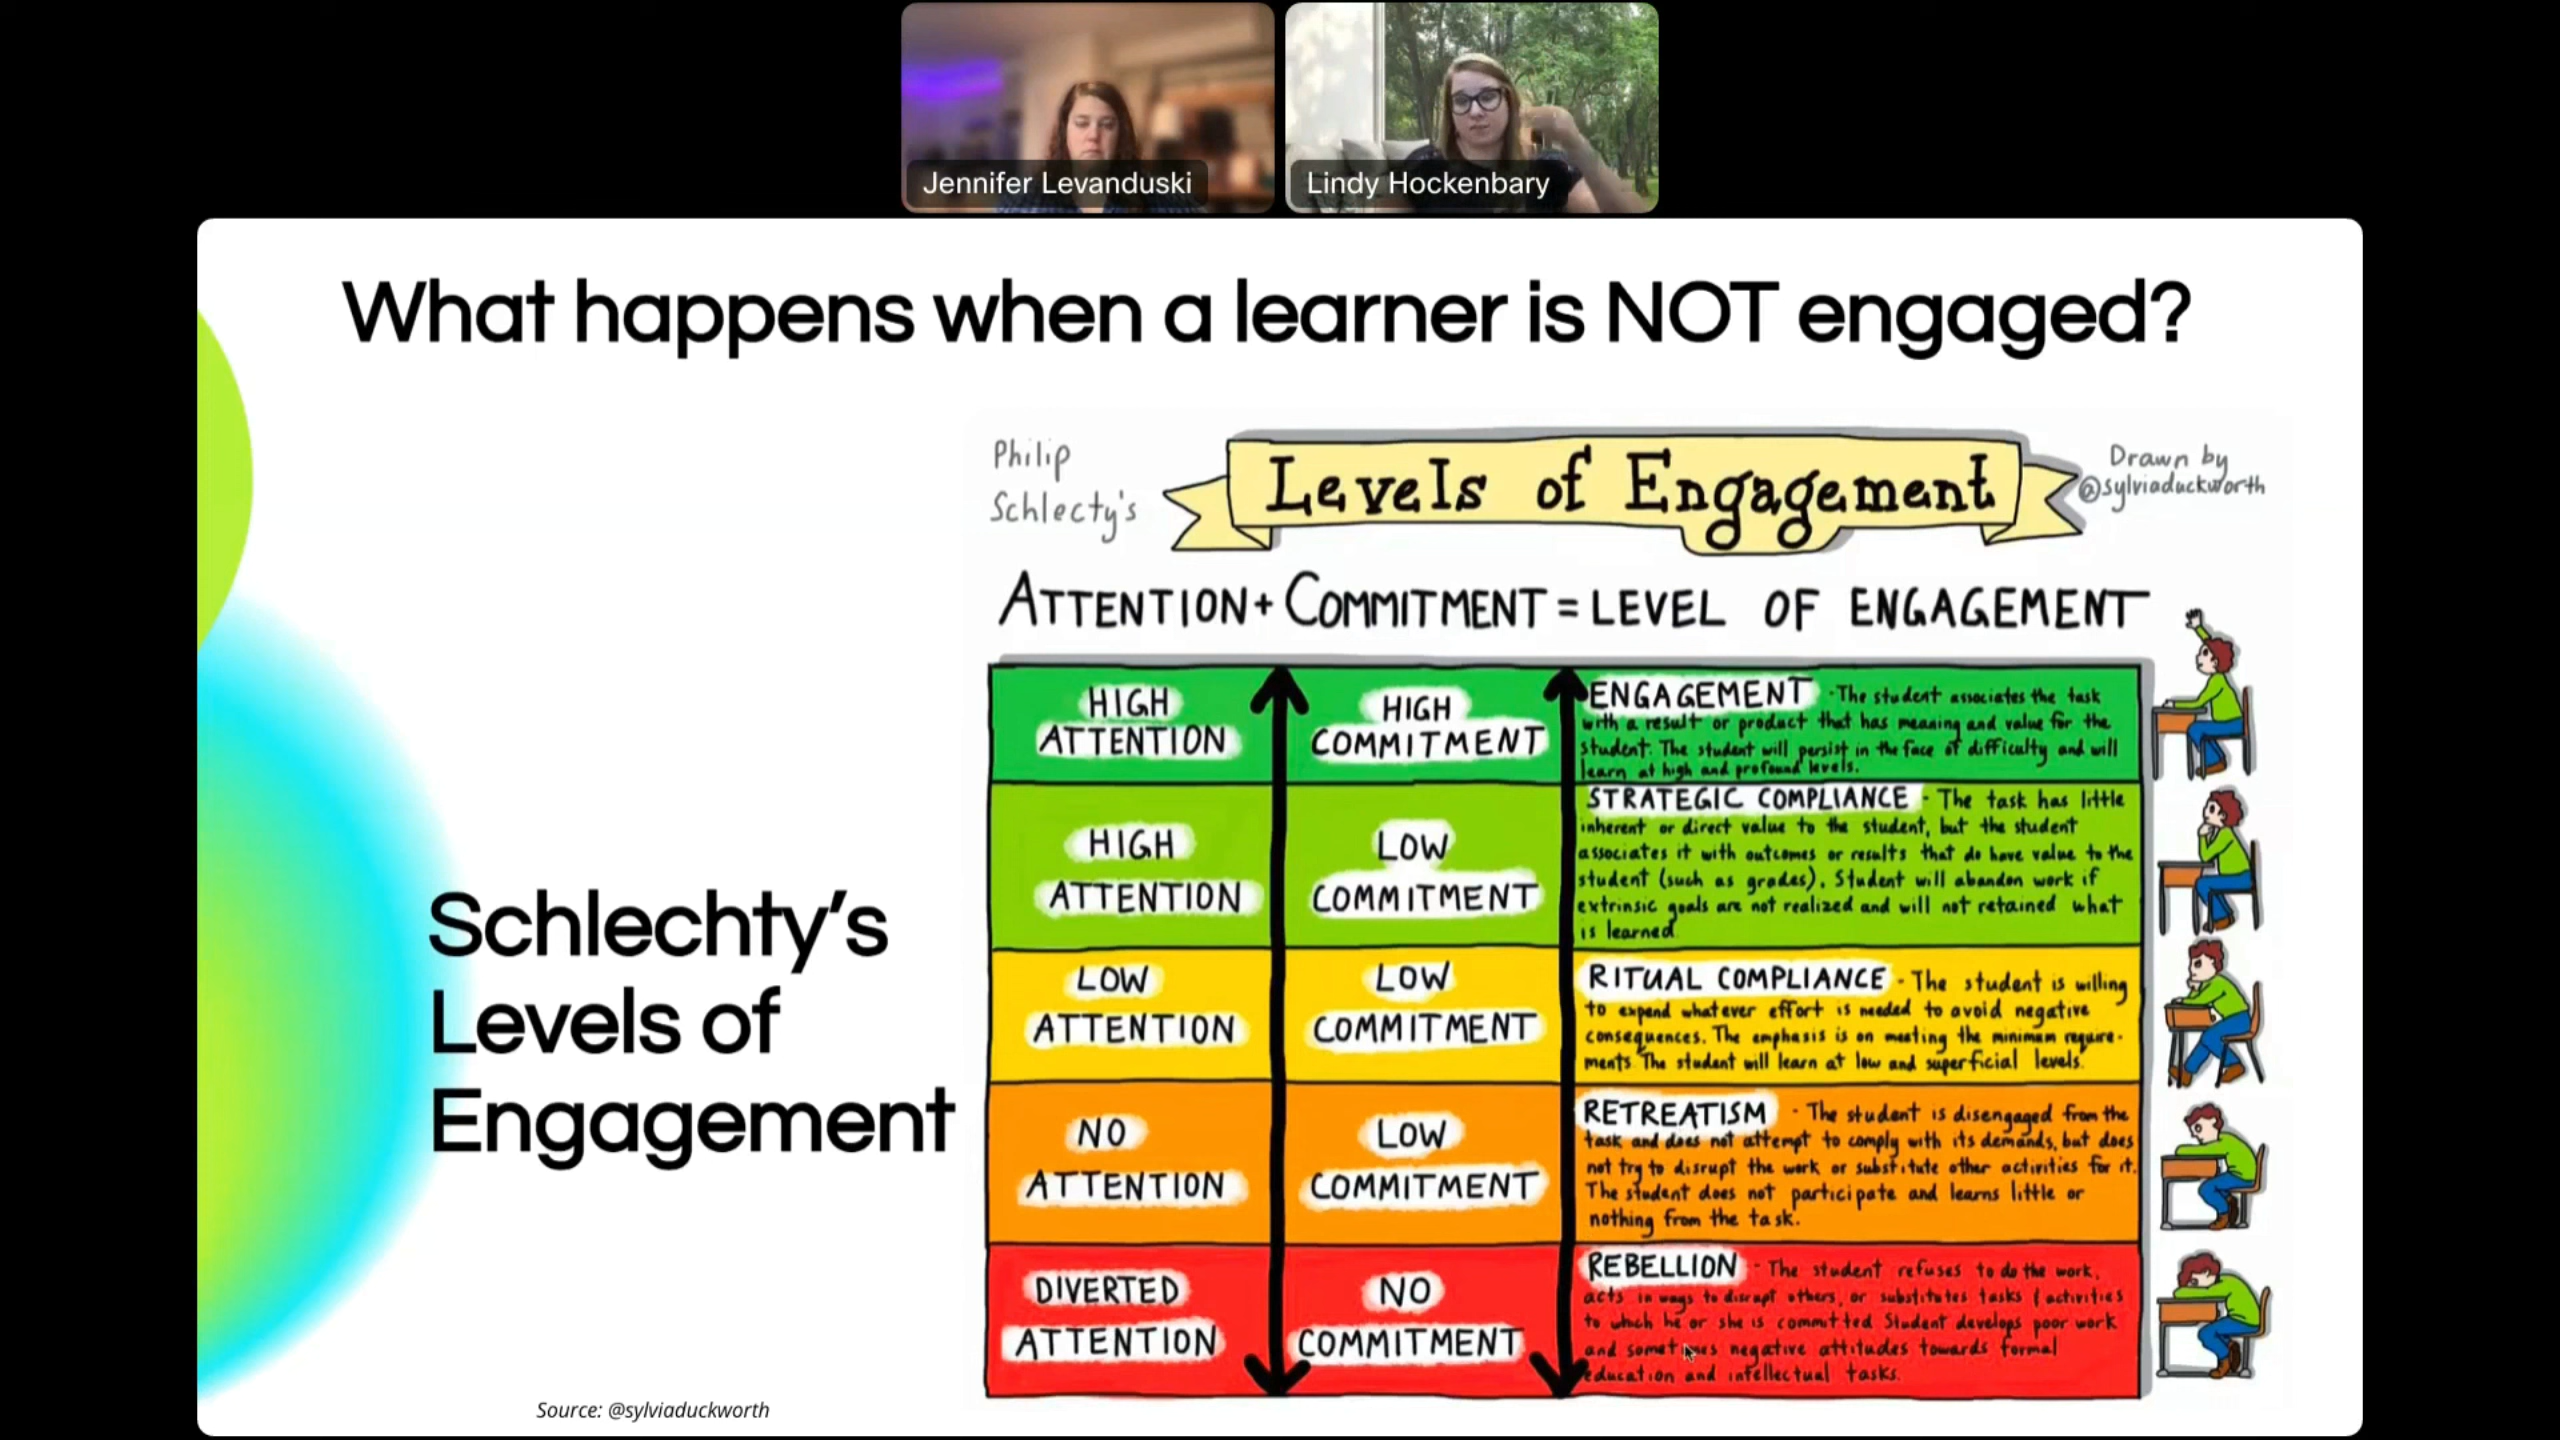 Jennifer Levanduski
Lindy Hockenbary
What happens when a learner is NOT engaged?
Schlechty's
Levels of
Engagement
Source: @sylviaduckworth
Philip
Schlecty's
Levels of Engagement
Drawn by
@sylviaduckworth
ATTENTION + COMMITMENT = LEVEL OF ENGAGEMENT
HIGH
ATTENTION
HIGH
COMMITMENT
ENGAGEMENT - The student associates the task
with a result or product that has meaning and value for the
student. The student will persist in the face of difficulty and will
learn at high and profound levels.
HIGH
ATTENTION
LOW
COMMITMENT
STRATEGIC COMPLIANCE - The task has little
inherent or direct value to the student, but the student
associates it with outcomes or results that do have value to the
student (such as grades). Student will abandon work if
extrinsic goals are not realized and will not retained what
is learned.
LOW
ATTENTION
LOW
COMMITMENT
RITUAL COMPLIANCE - The student is willing
to expend whatever effort is needed to avoid negative
consequences. The emphasis is on meeting the minimum require-
ments. The student will learn at low and superficial levels.
NO
ATTENTION
LOW
COMMITMENT
RETREATISM - The student is disengaged from the
task and does not attempt to comply with its demands, but does
not try to disrupt the work or substitute other activities for it.
The student does not participate and learns little or
nothing from the task.
DIVERTED
ATTENTION
NO
COMMITMENT
REBELLION - The student refuses to do the work,
acts in ways to disrupt others, or substitutes tasks & activities
to which he or she is committed. Student develops poor work
and sometimes negative attitudes towards formal
education and intellectual tasks.